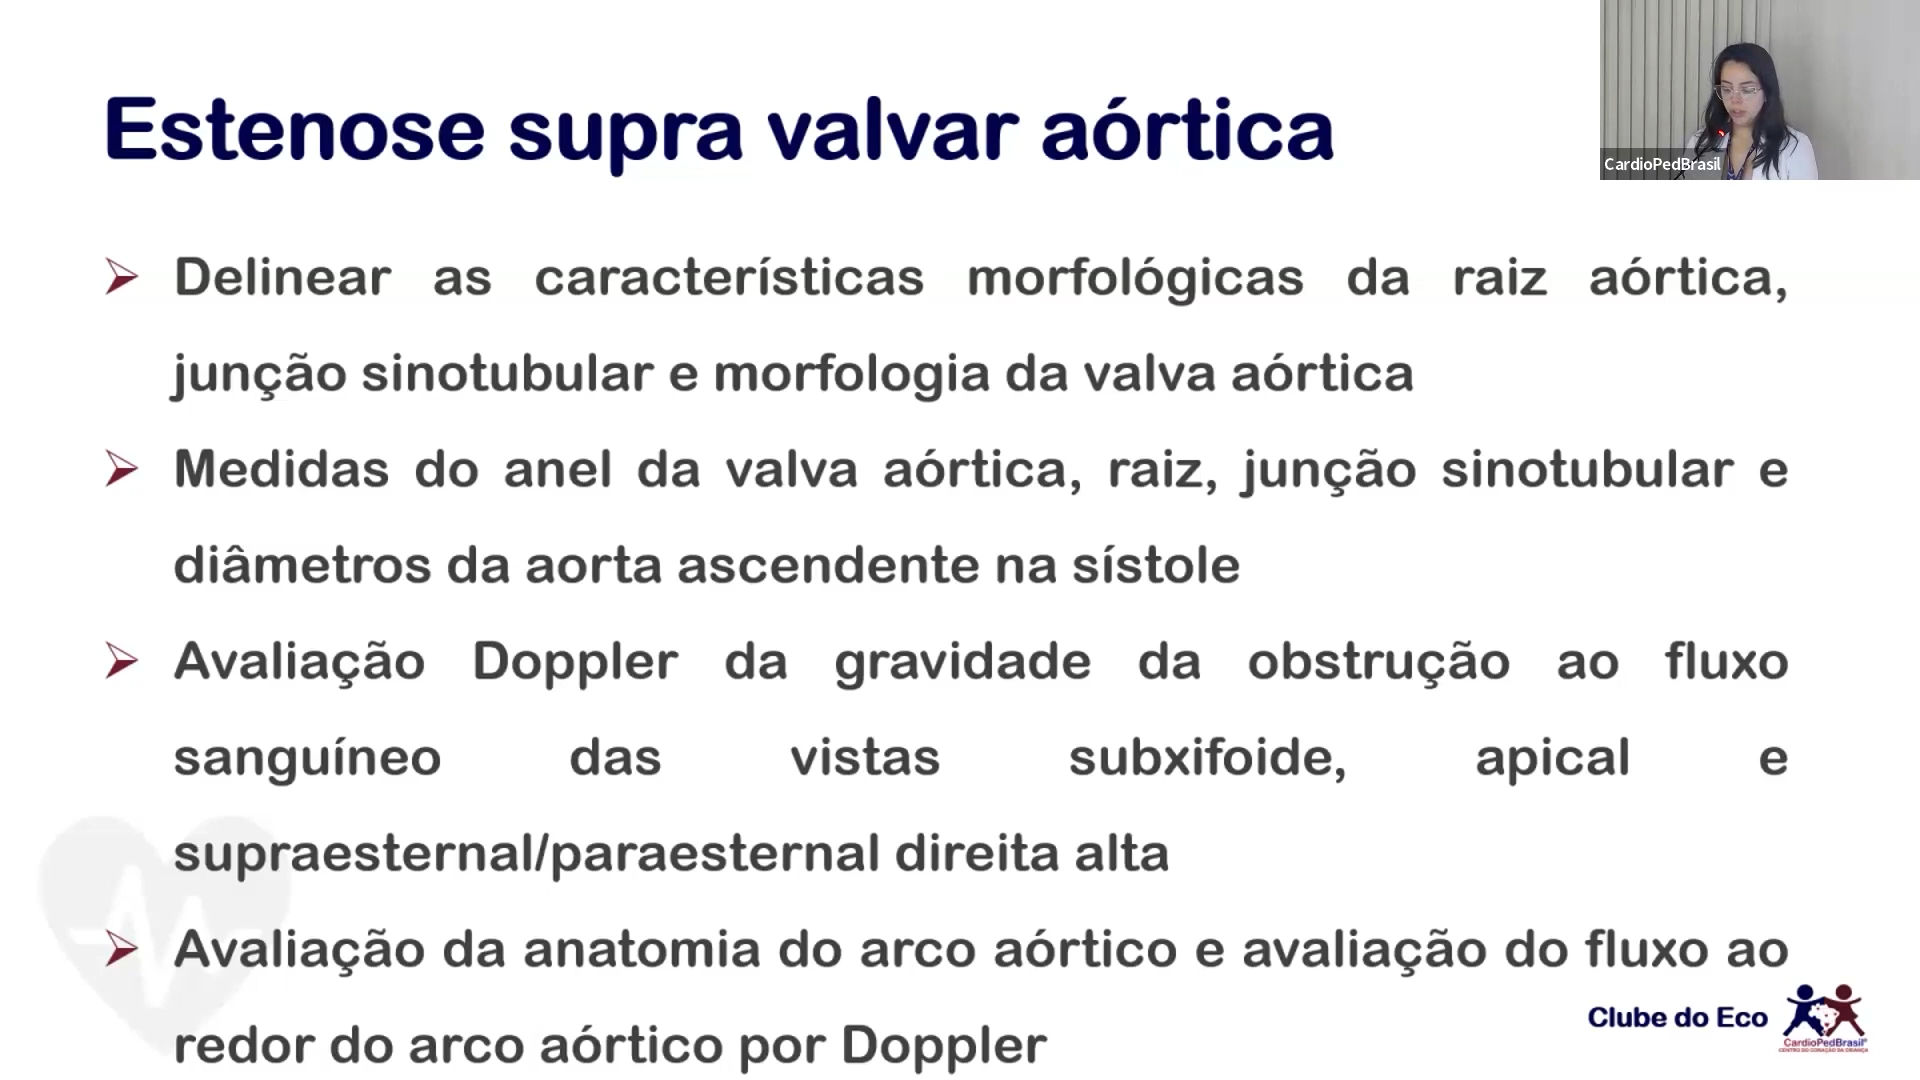 Estenose supra valvar aórtica
CardioPedBrasil
Delinear as características morfológicas da raiz aórtica,
junção sinotubular e morfologia da valva aórtica
Medidas do anel da valva aórtica, raiz, junção sinotubular e
diâmetros da aorta ascendente na sístole
Avaliação Doppler da gravidade da obstrução ao fluxo
sanguíneo das vistas subxifoide, apical e
supraesternal/paraesternal direita alta
Avaliação da anatomia do arco aórtico e avaliação do fluxo ao
redor do arco aórtico por Doppler
Clube do Eco
CardioPedBrasil®
CENTRO DO CORAÇÃO DA CRIANÇA